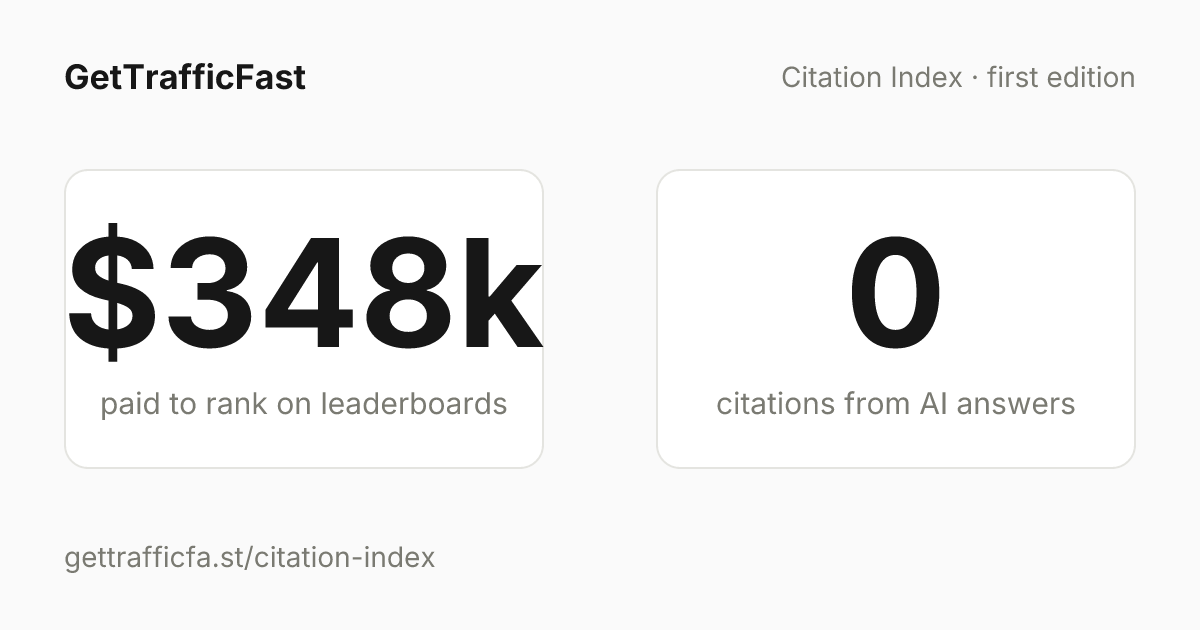 GetTrafficFast
Citation Index · first edition
$348k
paid to rank on leaderboards
0
citations from AI answers
gettrafficfa.st/citation-index